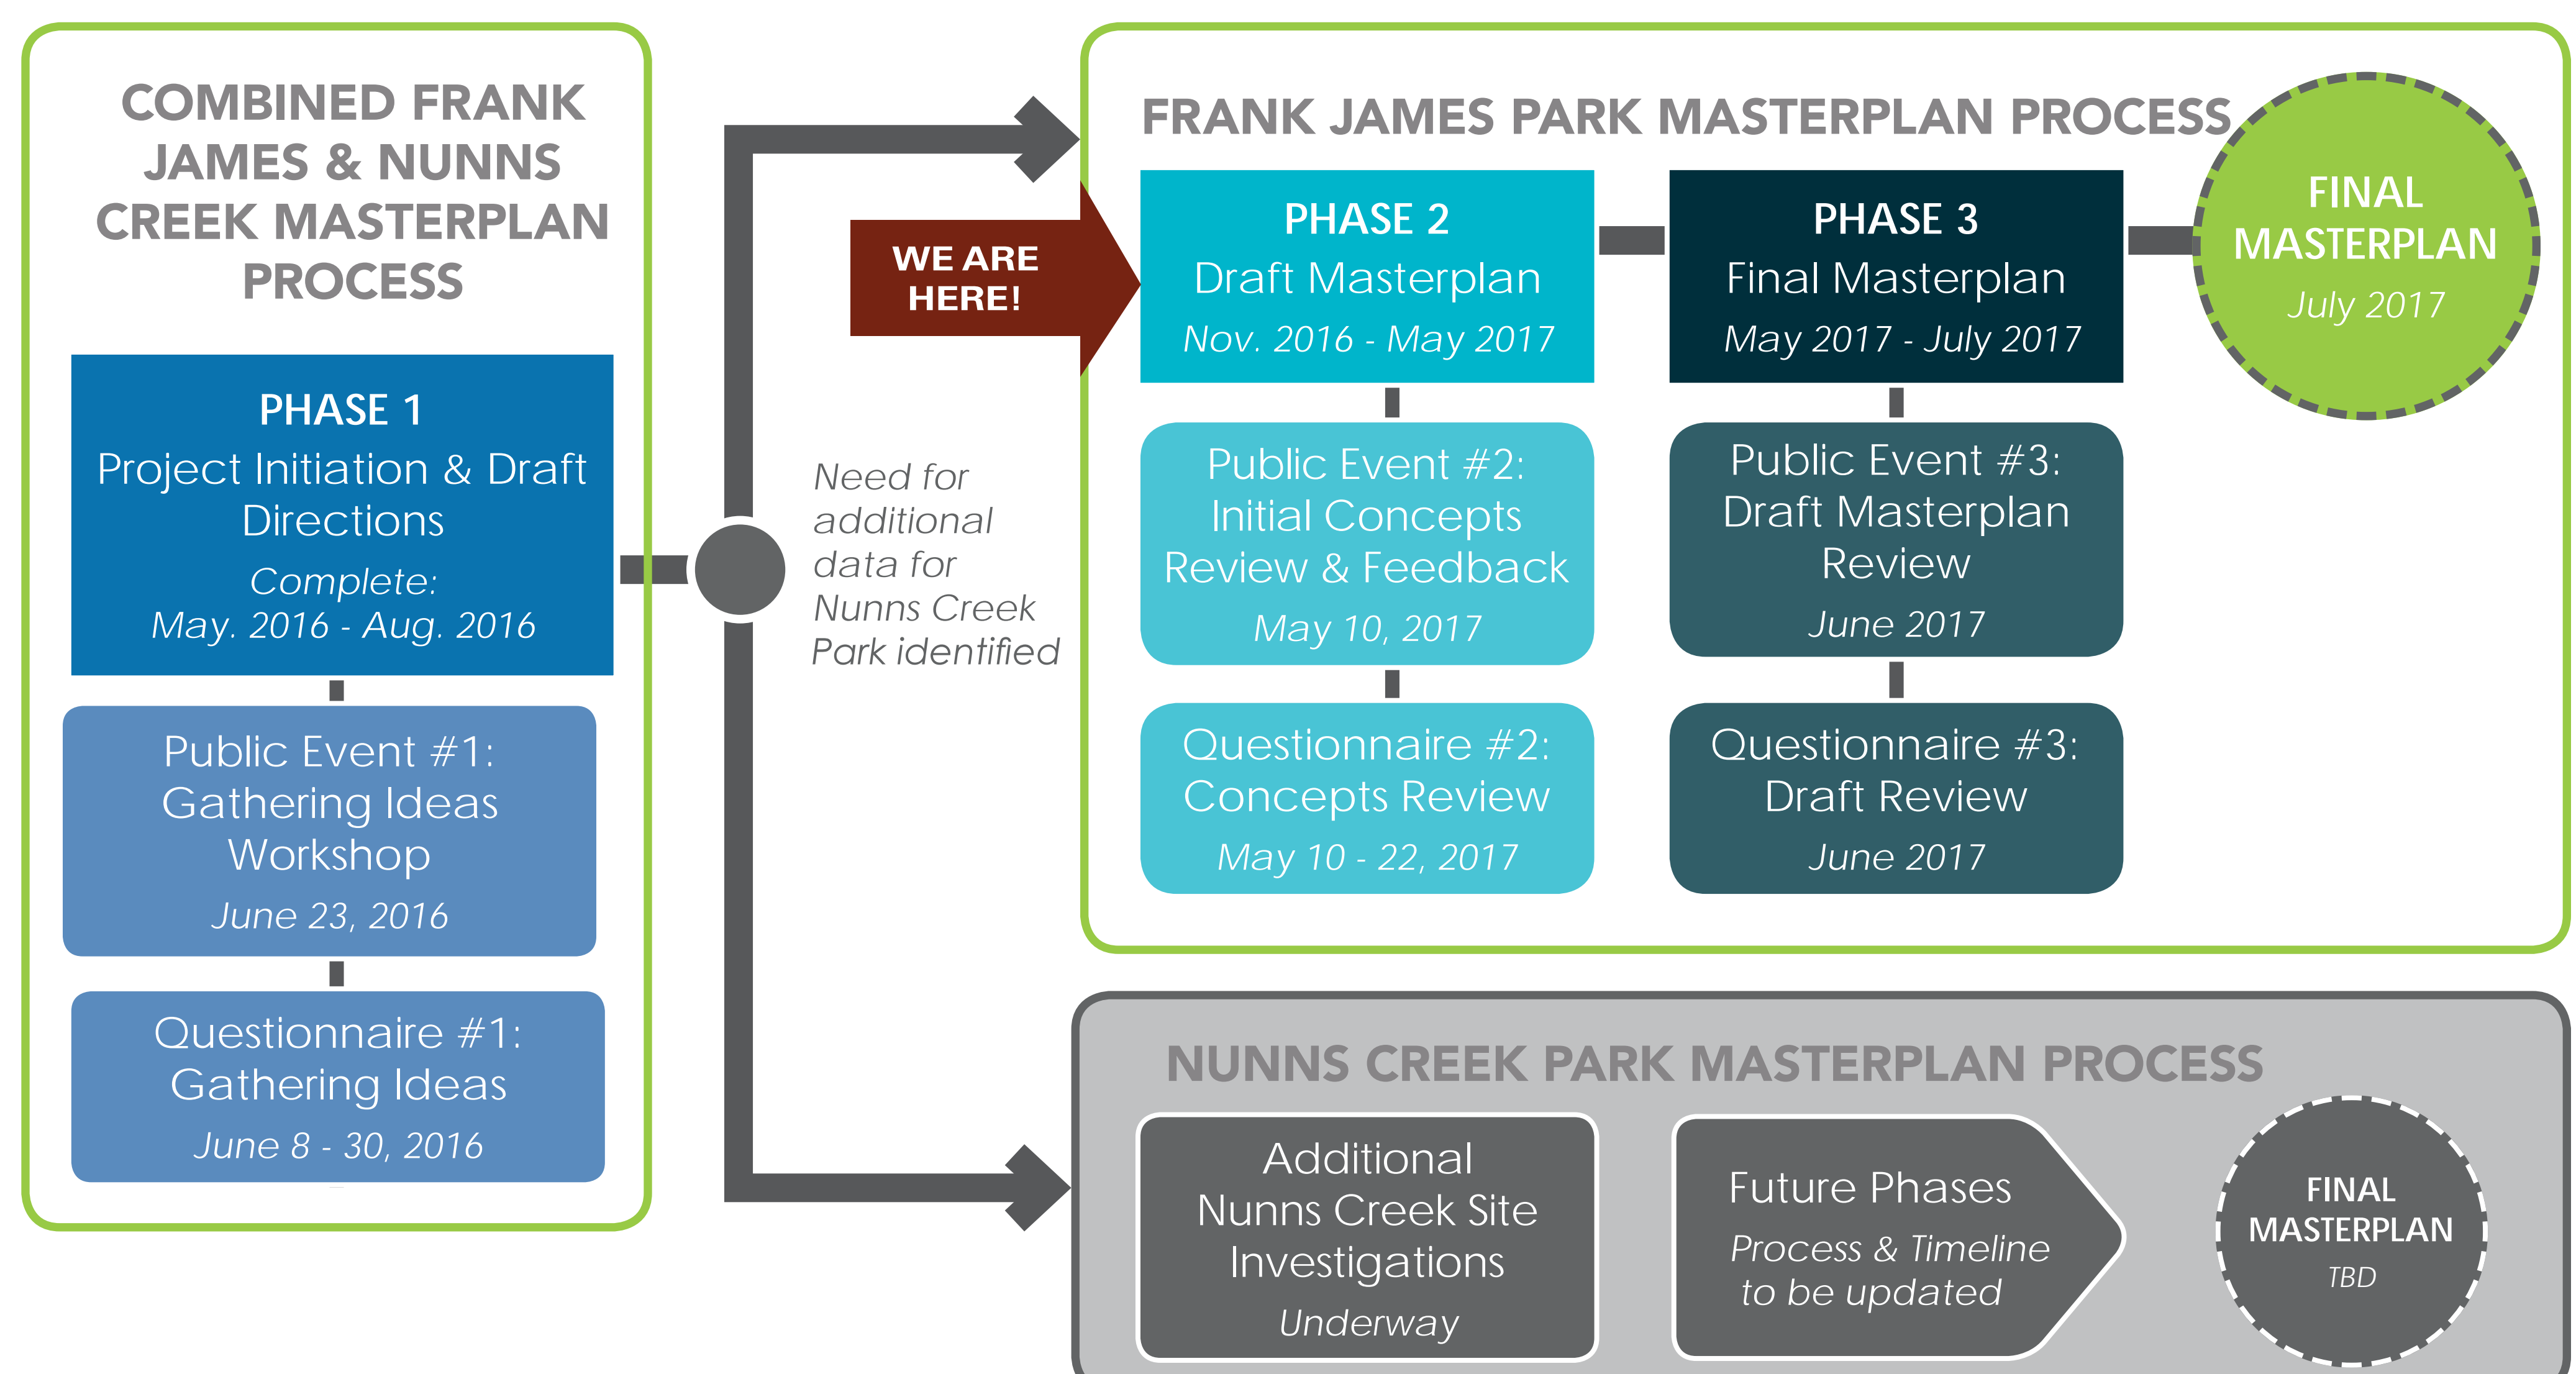 COMBINED FRANK
JAMES & NUNNS
CREEK MASTERPLAN
PROCESS
PHASE 1
Project Initiation & Draft
Directions
Complete:
May. 2016 - Aug. 2016
Public Event #1:
Gathering Ideas
Workshop
June 23, 2016
Questionnaire #1:
Gathering Ideas
June 8 - 30, 2016
Need for
additional
data for
Nunns Creek
Park identified
WE ARE
HERE!
FRANK JAMES PARK MASTERPLAN PROCESS
PHASE 2
Draft Masterplan
Nov. 2016 - May 2017
Public Event #2:
Initial Concepts
Review & Feedback
May 10, 2017
Questionnaire #2:
Concepts Review
May 10 - 22, 2017
PHASE 3
Final Masterplan
May 2017 - July 2017
Public Event #3:
Draft Masterplan
Review
June 2017
Questionnaire #3:
Draft Review
June 2017
FINAL
MASTERPLAN
July 2017
NUNNS CREEK PARK MASTERPLAN PROCESS
Additional
Nunns Creek Site
Investigations
Underway
Future Phases
Process & Timeline
to be updated
FINAL
MASTERPLAN
TBD